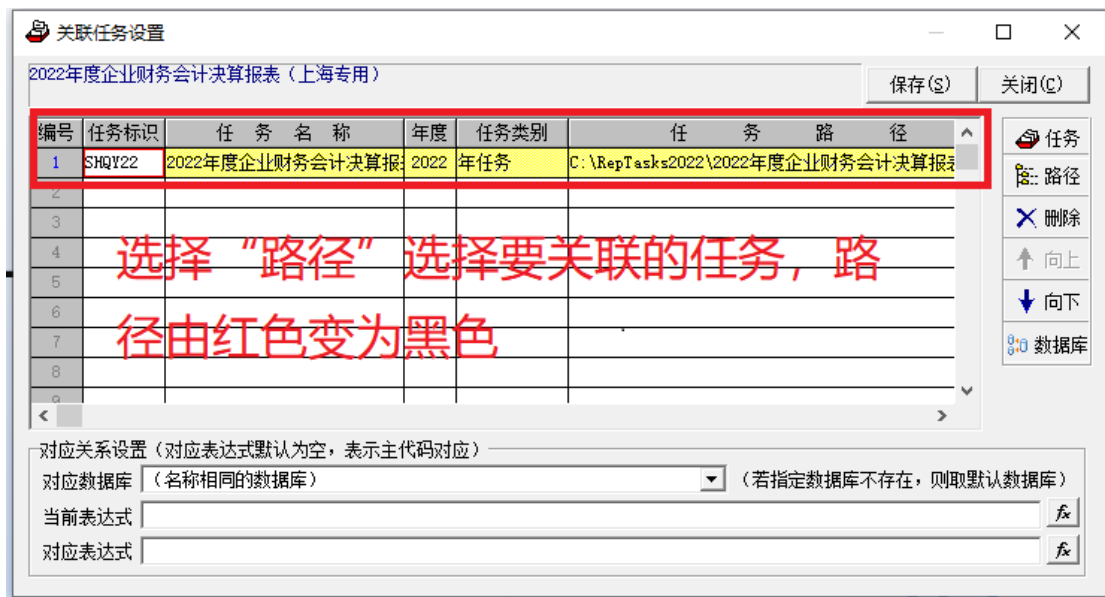 关联任务设置
2022年度企业财务会计决算报表（上海专用）
保存(S)
关闭(C)
编号 任务标识 任 务 名 称 年度 任务类别 任 务 路 径
1 SHQY22 2022年度企业财务会计决算报 2022 年任务 C:\RepTasks2022\2022年度企业财务会计决算报表
2
3
4
5
6
7
8
9
选择“路径”选择要关联的任务，路
径由红色变为黑色
任务
路径
删除
向上
向下
数据库
对应关系设置（对应表达式默认为空，表示主代码对应）
对应数据库 （名称相同的数据库） （若指定数据库不存在，则取默认数据库）
当前表达式 fx
对应表达式 fx